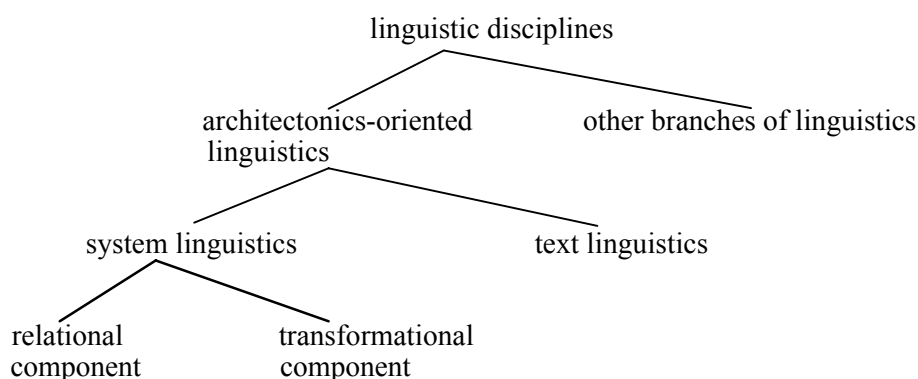 linguistic disciplines
architectonics-oriented other branches of linguistics
linguistics
system linguistics text linguistics
relational transformational
component component